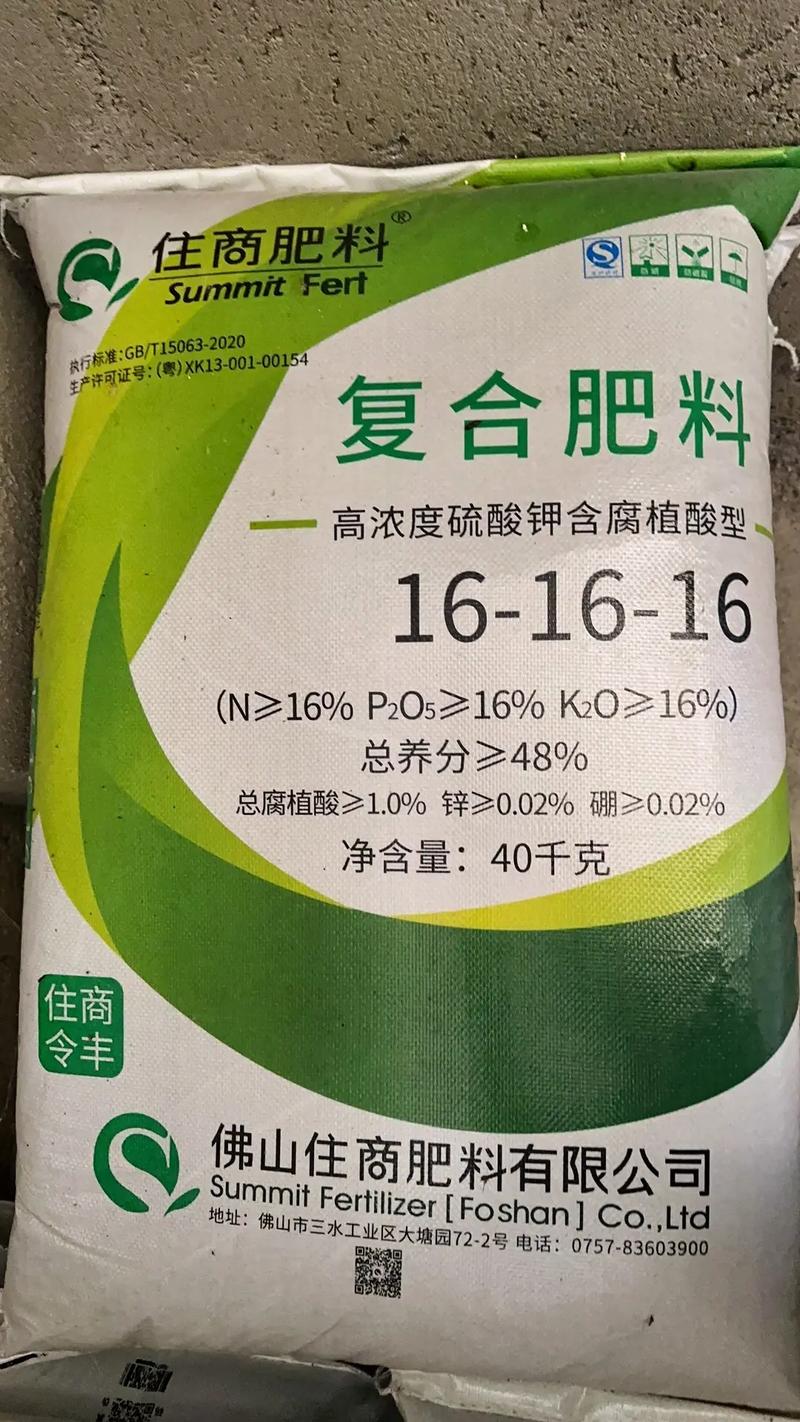 住商肥料®
Summit Fert
执行标准:GB/T15063-2020
生产许可证号:(粤)XK13-001-00154
复合肥料
高浓度硫酸钾含腐植酸型
16-16-16
(N≥16% P₂O₅≥16% K₂O≥16%)
总养分≥48%
总腐植酸≥1.0% 锌≥0.02% 硼≥0.02%
净含量：40千克
住商
令丰
佛山住商肥料有限公司
Summit Fertilizer [Foshan] Co.,Ltd
地址：佛山市三水工业区大塘园72-2号 电话：0757-83603900